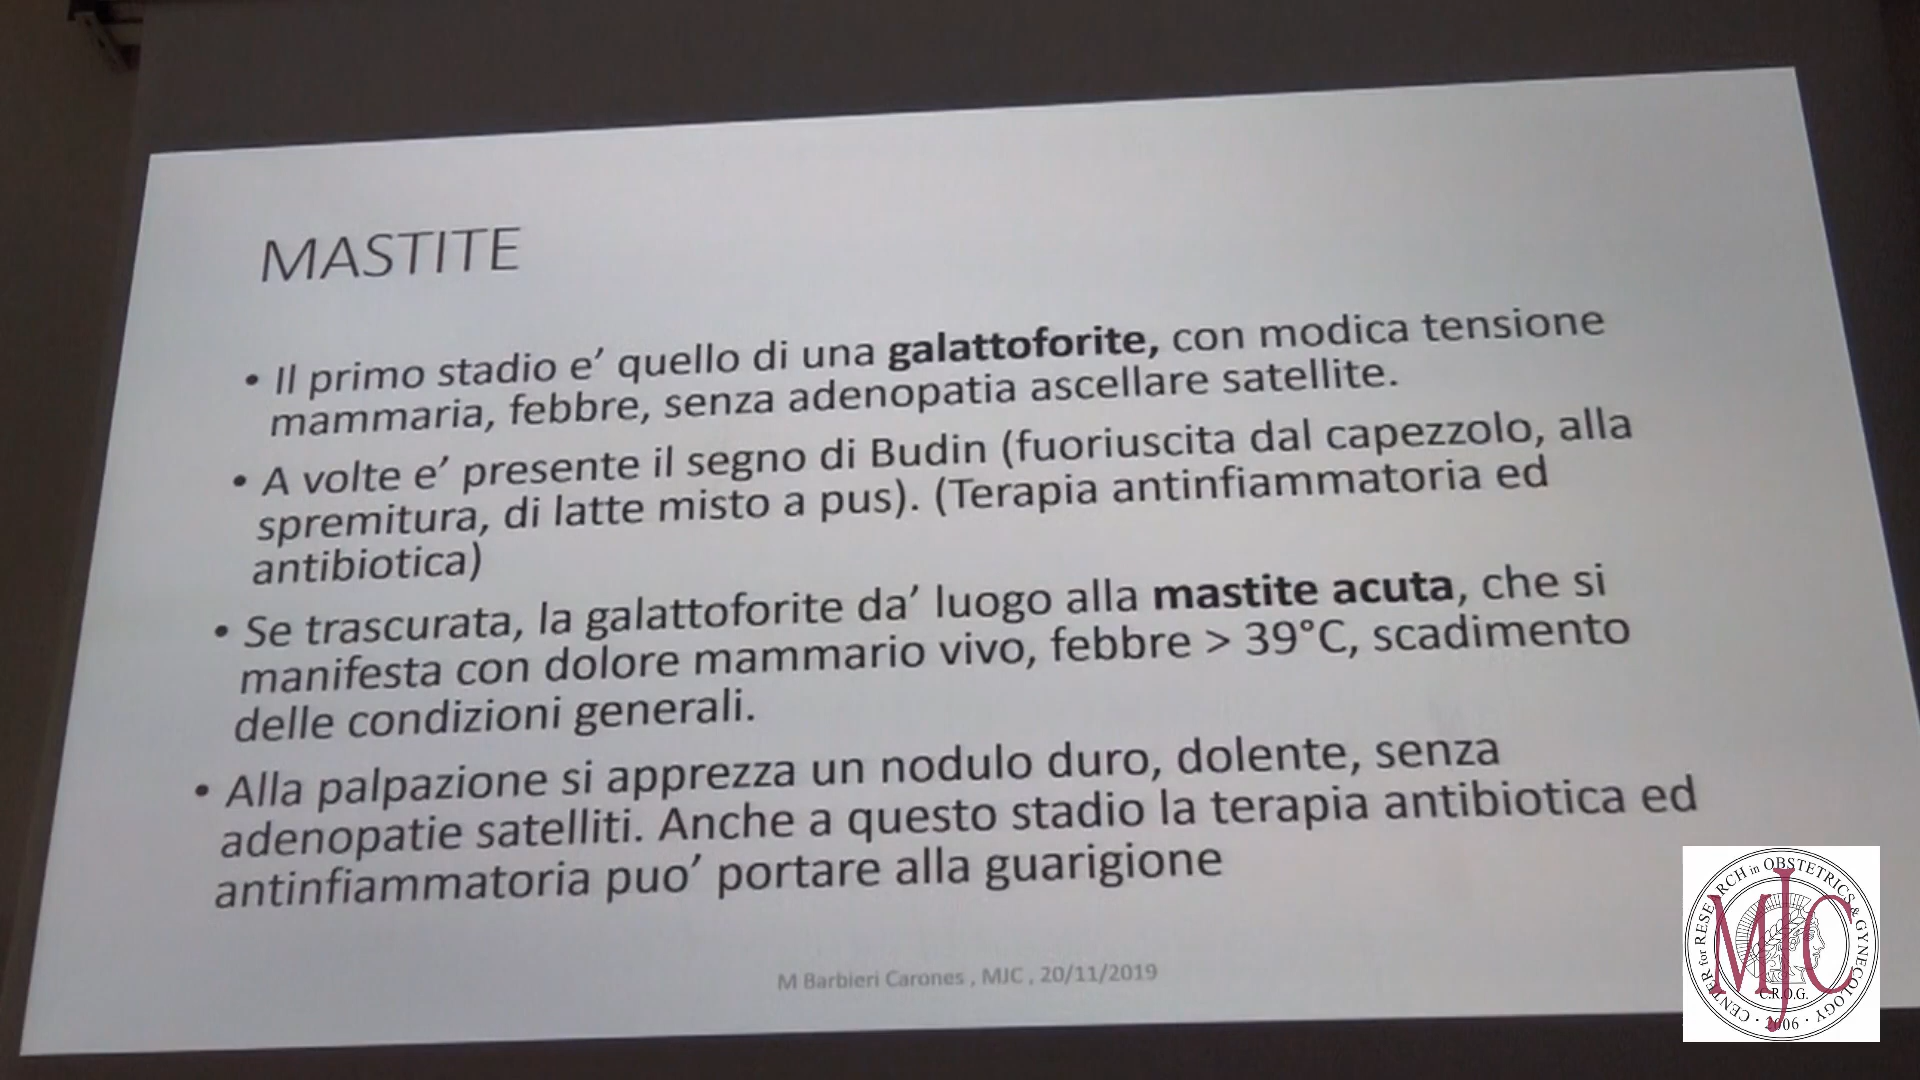 MASTITE
• Il primo stadio e’ quello di una galattoforite, con modica tensione
mammaria, febbre, senza adenopatia ascellare satellite.
• A volte e’ presente il segno di Budin (fuoriuscita dal capezzolo, alla
spremitura, di latte misto a pus). (Terapia antinfiammatoria ed
antibiotica)
• Se trascurata, la galattoforite da’ luogo alla mastite acuta, che si
manifesta con dolore mammario vivo, febbre > 39°C, scadimento
delle condizioni generali.
• Alla palpazione si apprezza un nodulo duro, dolente, senza
adenopatie satelliti. Anche a questo stadio la terapia antibiotica ed
antinfiammatoria puo’ portare alla guarigione
M Barbieri Carones , MJC , 20/11/2019
CENTER for RESEARCH in OBSTETRICS & GYNECOLOGY
MJC
C.R.O.G.
· 2006 ·